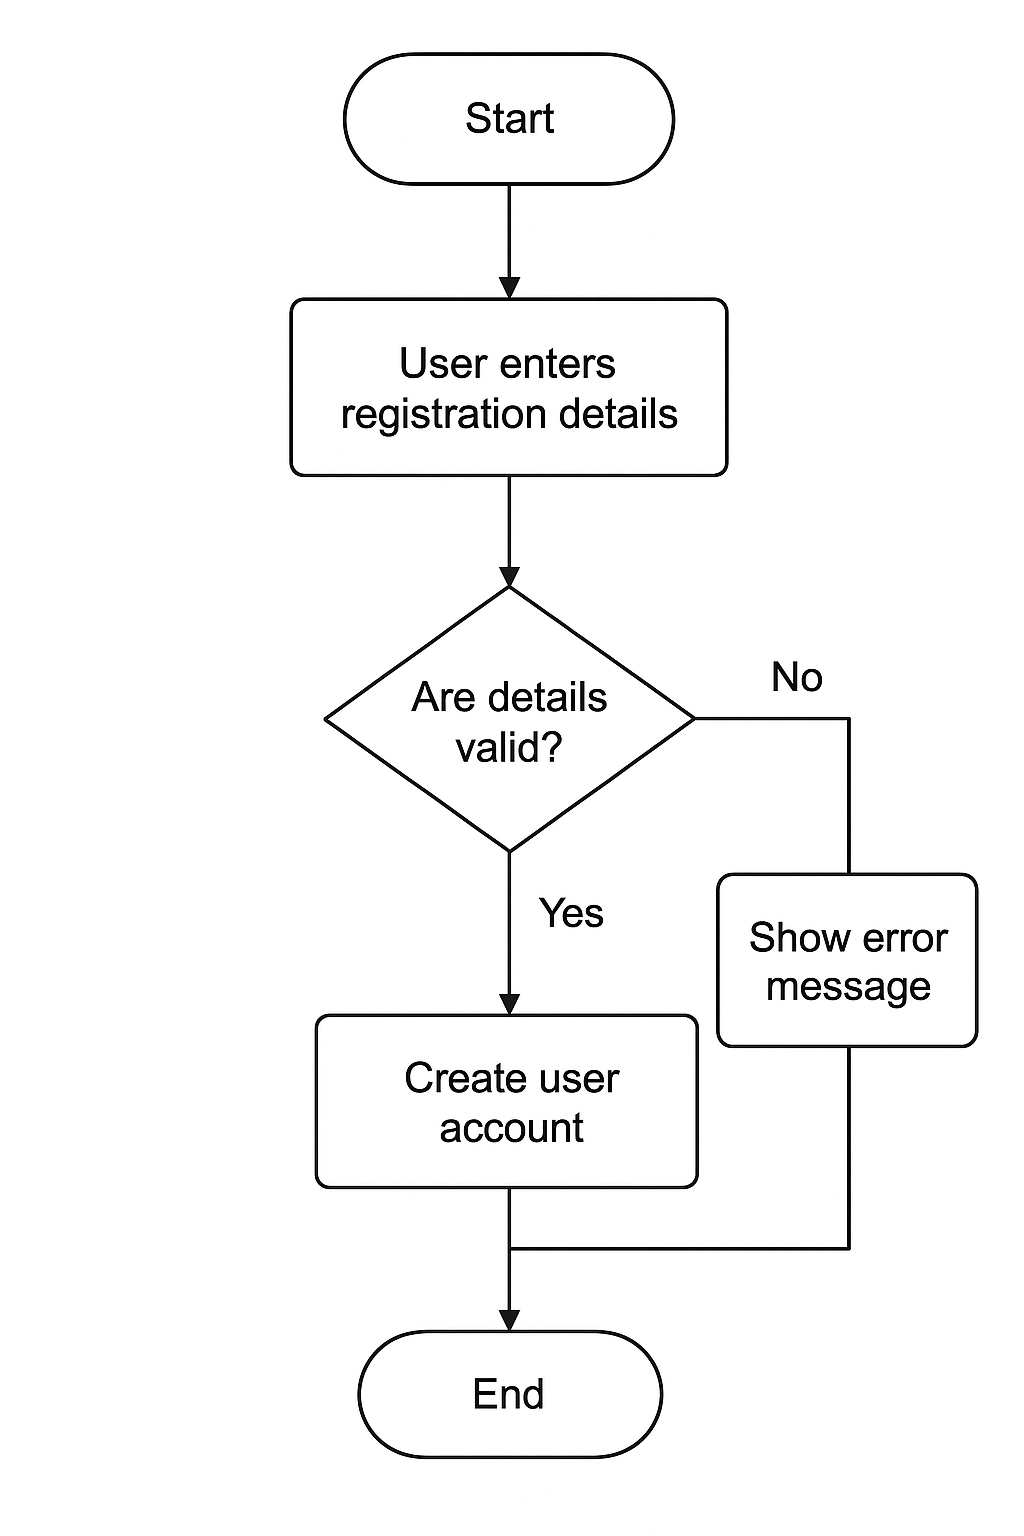 Start
User enters
registration details
Are details
valid?
No
Yes
Show error
message
Create user
account
End